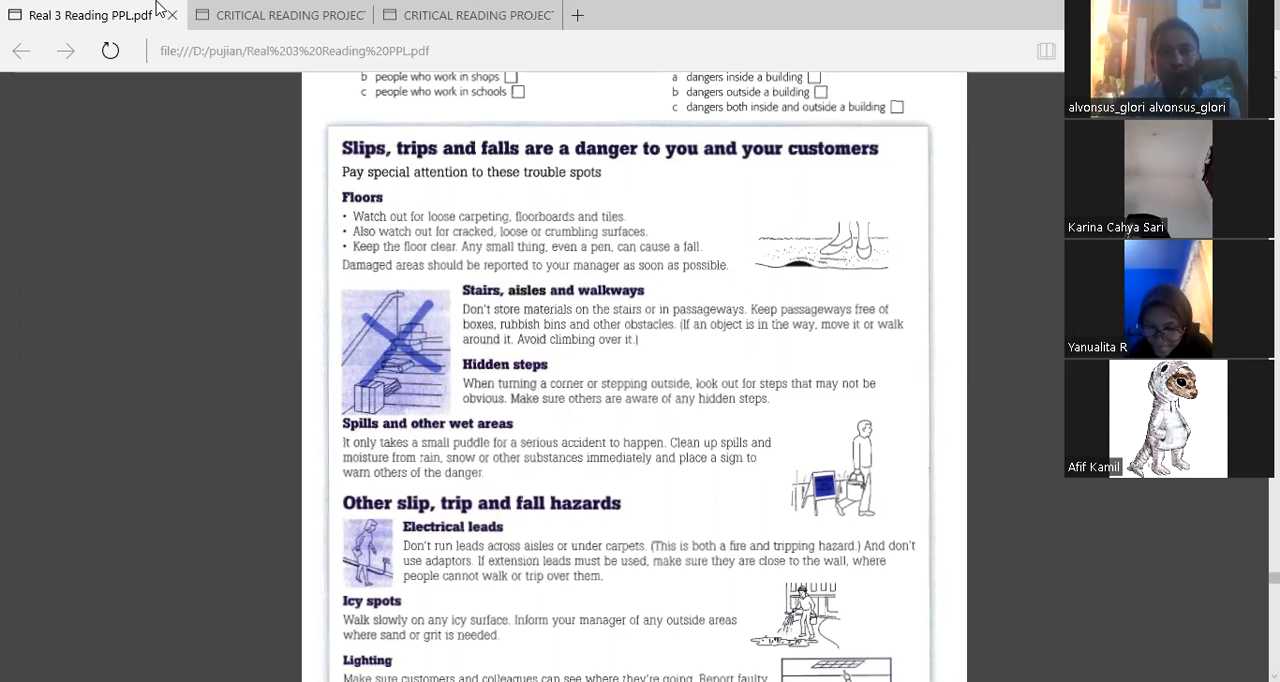 Real 3 Reading PPL.pdf
CRITICAL READING PROJECT
CRITICAL READING PROJECT
file:///D:/pujian/Real%203%20Reading%20PPL.pdf
b people who work in shops
c people who work in schools
a dangers inside a building
b dangers outside a building
c dangers both inside and outside a building
Slips, trips and falls are a danger to you and your customers
Pay special attention to these trouble spots
Floors
• Watch out for loose carpeting, floorboards and tiles.
• Also watch out for cracked, loose or crumbling surfaces.
• Keep the floor clear. Any small thing, even a pen, can cause a fall.
Damaged areas should be reported to your manager as soon as possible.
Stairs, aisles and walkways
Don't store materials on the stairs or in passageways. Keep passageways free of
boxes, rubbish bins and other obstacles. (If an object is in the way, move it or walk
around it. Avoid climbing over it.)
Hidden steps
When turning a corner or stepping outside, look out for steps that may not be
obvious. Make sure others are aware of any hidden steps.
Spills and other wet areas
It only takes a small puddle for a serious accident to happen. Clean up spills and
moisture from rain, snow or other substances immediately and place a sign to
warn others of the danger.
Other slip, trip and fall hazards
Electrical leads
Don't run leads across aisles or under carpets. (This is both a fire and tripping hazard.) And don't
use adaptors. If extension leads must be used, make sure they are close to the wall, where
people cannot walk or trip over them.
Icy spots
Walk slowly on any icy surface. Inform your manager of any outside areas
where sand or grit is needed.
Lighting
Make sure customers and colleagues can see where they're going. Report faulty
alvonsus_glori alvonsus_glori
Karina Cahya Sari
Yanualita R
Afif Kamil